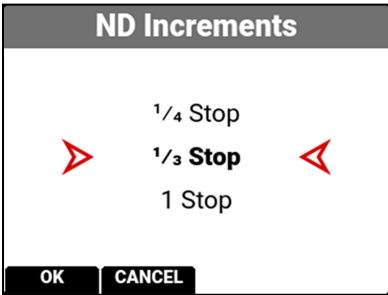 ND Increments
¹⁄₄ Stop
¹⁄₃ Stop
1 Stop
OK CANCEL